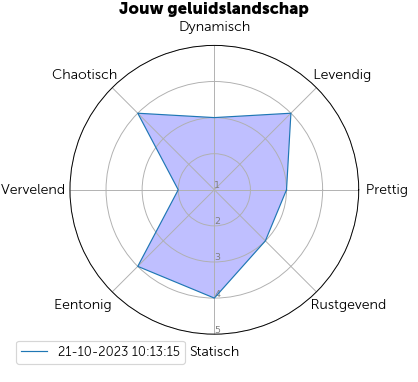 Jouw geluidslandschap
Dynamisch
Chaotisch
Levendig
Vervelend
1
Prettig
2
3
4
Eentonig
Rustgevend
5
21-10-2023 10:13:15
Statisch